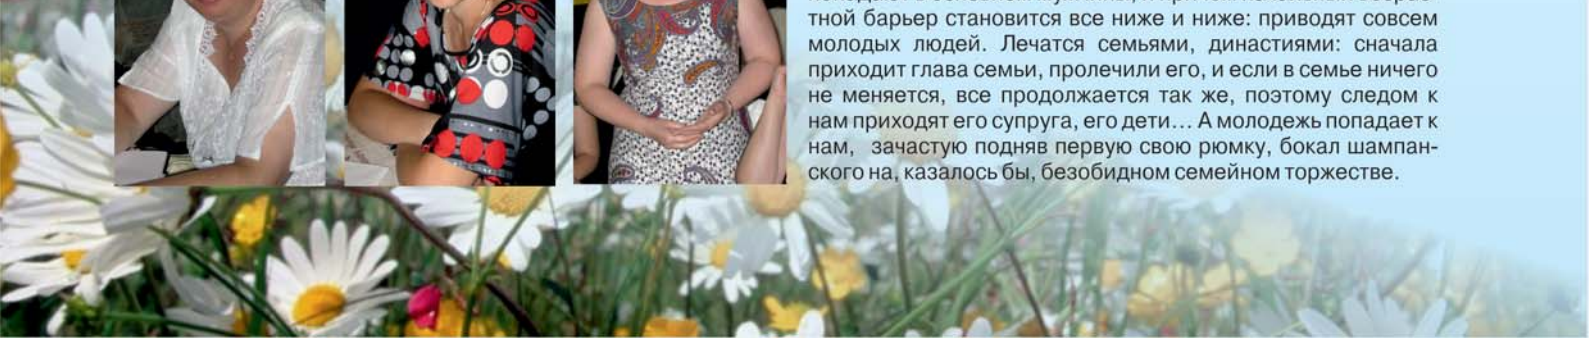 тной барьер становится все ниже и ниже: приводят совсем
молодых людей. Лечатся семьями, династиями: сначала
приходит глава семьи, пролечили его, и если в семье ничего
не меняется, все продолжается так же, поэтому следом к
нам приходят его супруга, его дети... А молодежь попадает к
нам, зачастую подняв первую свою рюмку, бокал шампан-
ского на, казалось бы, безобидном семейном торжестве.